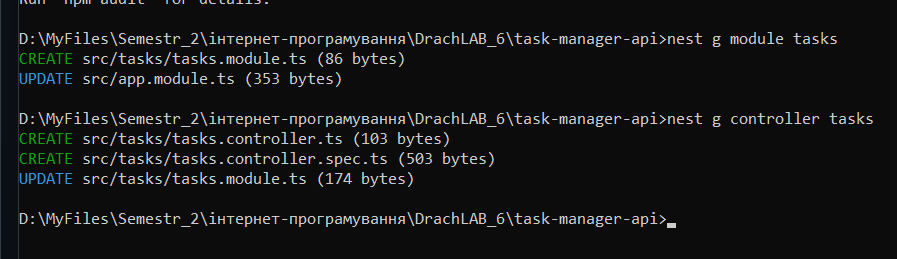 Run `npm audit` for details.
D:\MyFiles\Semestr_2\інтернет-програмування\DrachLAB_6\task-manager-api>nest g module tasks
CREATE src/tasks/tasks.module.ts (86 bytes)
UPDATE src/app.module.ts (353 bytes)
D:\MyFiles\Semestr_2\інтернет-програмування\DrachLAB_6\task-manager-api>nest g controller tasks
CREATE src/tasks/tasks.controller.ts (103 bytes)
CREATE src/tasks/tasks.controller.spec.ts (503 bytes)
UPDATE src/tasks/tasks.module.ts (174 bytes)
D:\MyFiles\Semestr_2\інтернет-програмування\DrachLAB_6\task-manager-api>